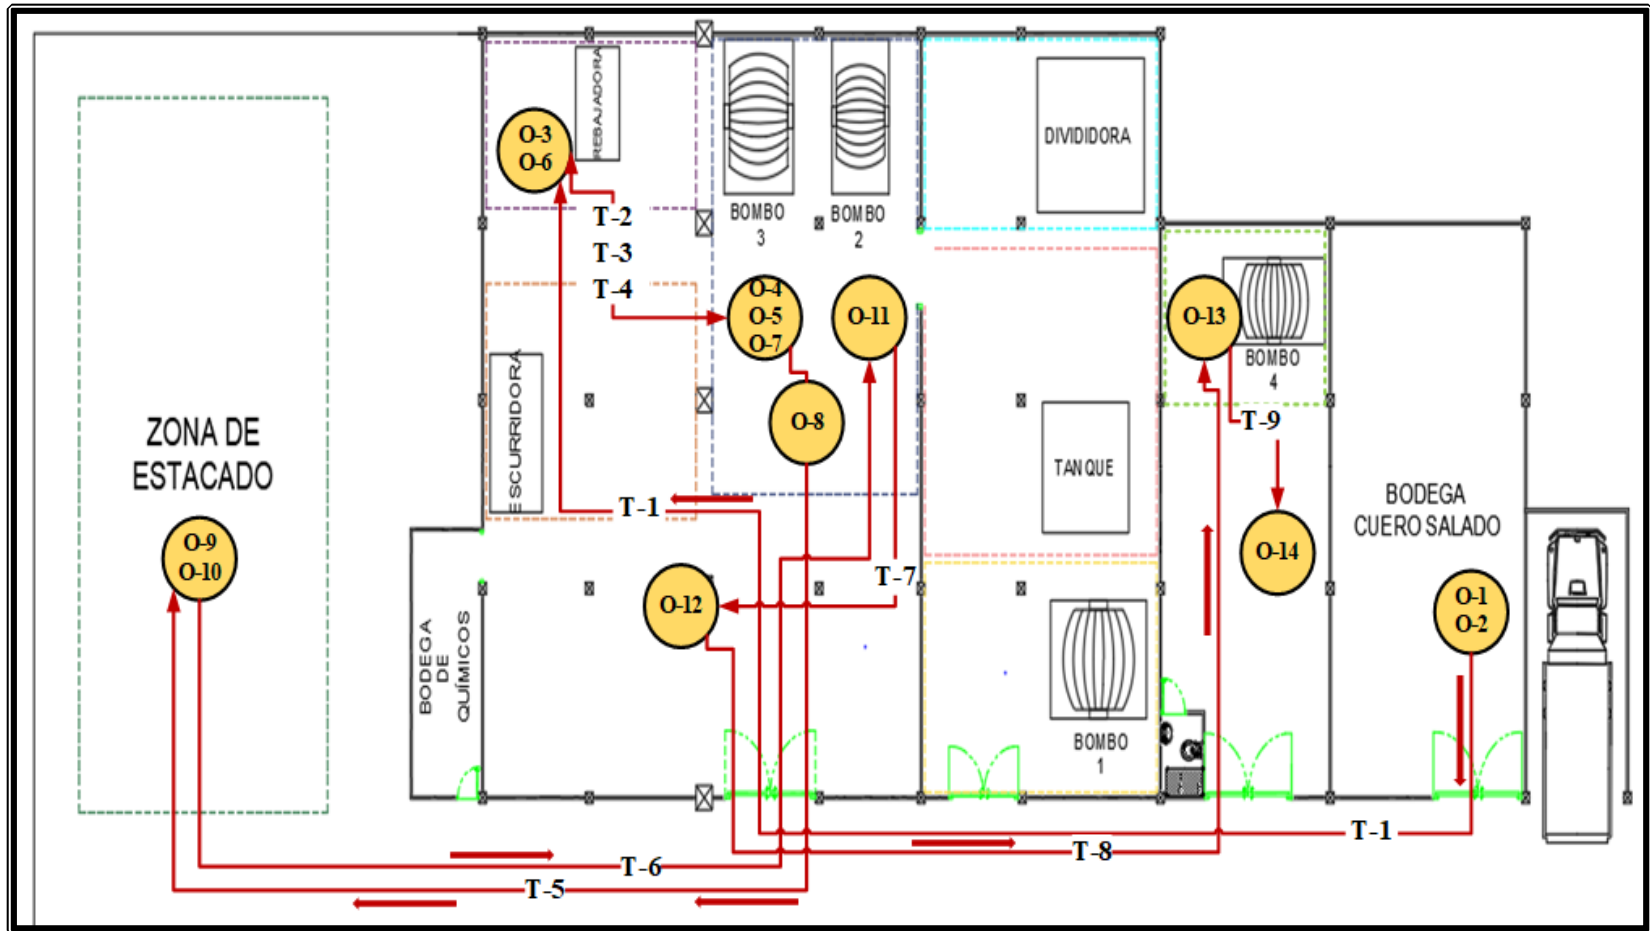 REBAJADORA
O-3
O-6
BOMBO
3
BOMBO
2
DIVIDIDORA
T-2
T-3
T-4
O-4
O-5
O-7
O-11
O-13
BOMBO
4
ESCURRIDORA
O-8
T-9
ZONA DE
ESTACADO
TANQUE
BODEGA
CUERO SALADO
T-1
O-9
O-10
O-14
T-7
O-12
O-1
O-2
BODEGA
DE
QUÍMICOS
BOMBO
1
T-1
T-8
T-6
T-5